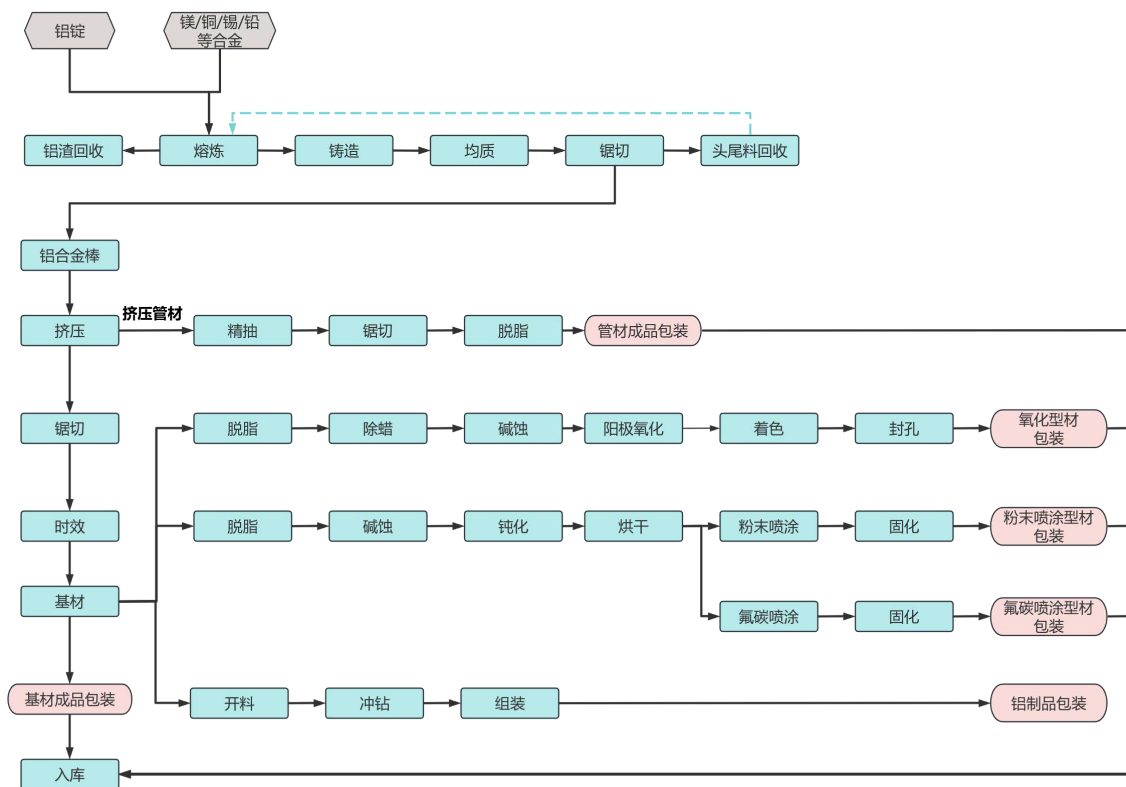 铝锭
镁/铜/锡/铅
等合金
铝渣回收
熔炼
铸造
均质
锯切
头尾料回收
铝合金棒
挤压
挤压管材
精抽
锯切
脱脂
管材成品包装
锯切
脱脂
除蜡
碱蚀
阳极氧化
着色
封孔
氧化型材
包装
时效
脱脂
碱蚀
钝化
烘干
粉末喷涂
固化
粉末喷涂型材
包装
基材
氟碳喷涂
固化
氟碳喷涂型材
包装
基材成品包装
开料
冲钻
组装
铝制品包装
入库